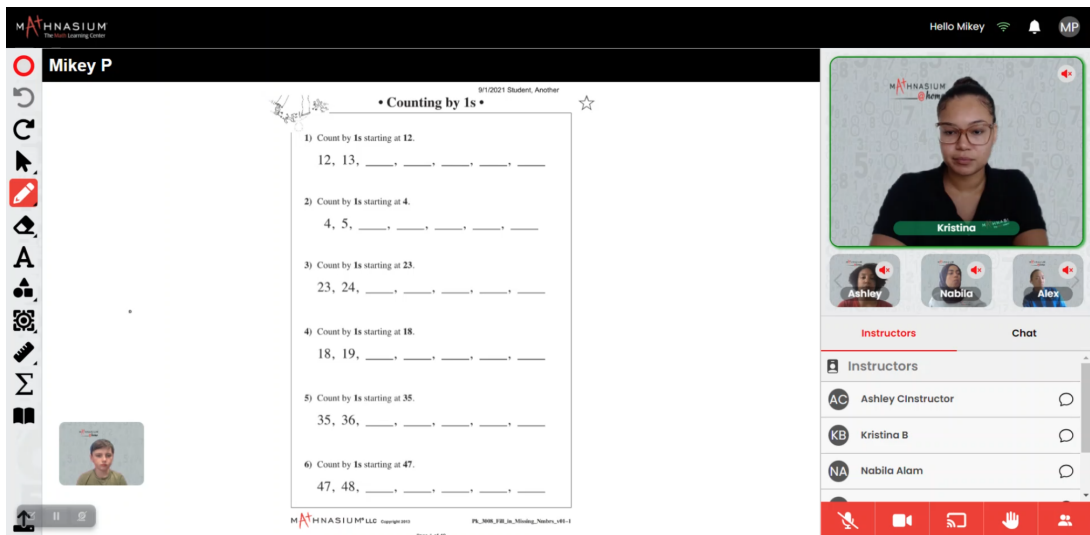 MATHNASIUM
The Math Learning Center
Hello Mikey
MP
Mikey P
9/1/2021 Student, Another
• Counting by 1s •
1) Count by 1s starting at 12.
12, 13, ____, ____, ____, ____, ____
2) Count by 1s starting at 4.
4, 5, ____, ____, ____, ____, ____
3) Count by 1s starting at 23.
23, 24, ____, ____, ____, ____, ____
4) Count by 1s starting at 18.
18, 19, ____, ____, ____, ____, ____
5) Count by 1s starting at 35.
35, 36, ____, ____, ____, ____, ____
6) Count by 1s starting at 47.
47, 48, ____, ____, ____, ____, ____
MATHNASIUM® LLC Copyright 2013
A
Σ
MATHNASIUM
@home
Kristina
Ashley
Nabila
Alex
Instructors
Chat
Instructors
AC
Ashley CInstructor
KB
Kristina B
NA
Nabila Alam